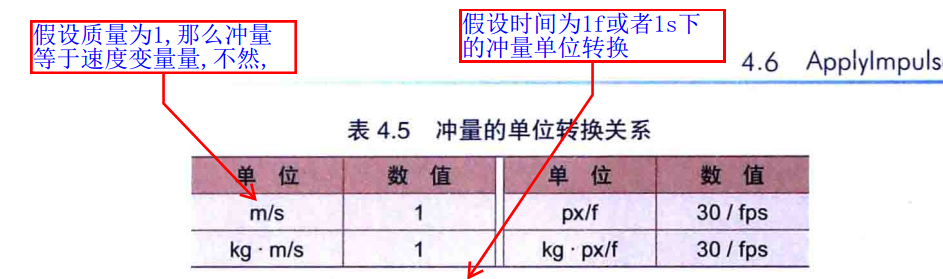 假设质量为1,那么冲量
等于速度变量量,不然,
假设时间为1f或者1s下
的冲量单位转换
4.6 ApplyImpuls
表 4.5 冲量的单位转换关系
单 位 数 值 单 位 数 值
m/s 1 px/f 30 / fps
kg · m/s 1 kg · px/f 30 / fps